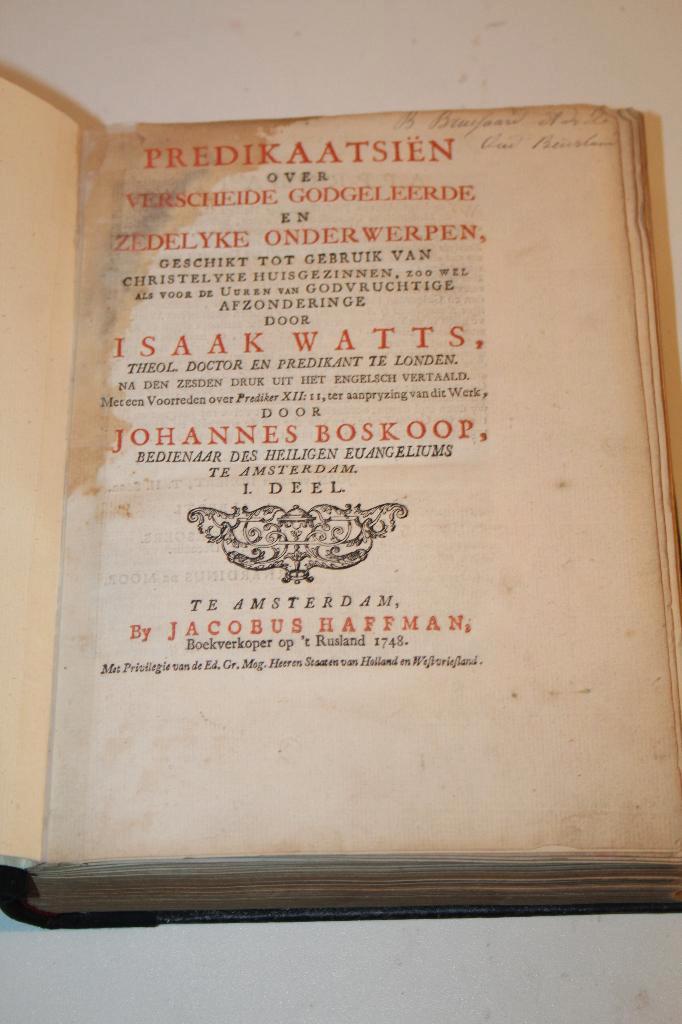 PREDIKAATSIËN
OVER
VERSCHEIDE GODGELEERDE
EN
ZEDELYKE ONDERWERPEN,
GESCHIKT TOT GEBRUIK VAN
CHRISTELYKE HUISGEZINNEN, ZOO WEL
ALS VOOR DE UUREN VAN GODVRUCHTIGE
AFZONDERINGE
DOOR
ISAAK WATTS,
THEOL. DOCTOR EN PREDIKANT TE LONDEN.
NA DEN ZESDEN DRUK UIT HET ENGELSCH VERTAALD.
Met een Voorreden over Prediker XII: 11, ter aanpryzing van dit Werk,
DOOR
JOHANNES BOSKOOP,
BEDIENAAR DES HEILIGEN EUANGELIUMS
TE AMSTERDAM.
I. DEEL.
TE AMSTERDAM,
By JACOBUS HAFFMAN,
Boekverkoper op 't Rusland 1748.
Met Privilegie van de Ed. Gr. Mog. Heeren Staaten van Holland en Westvriesland.